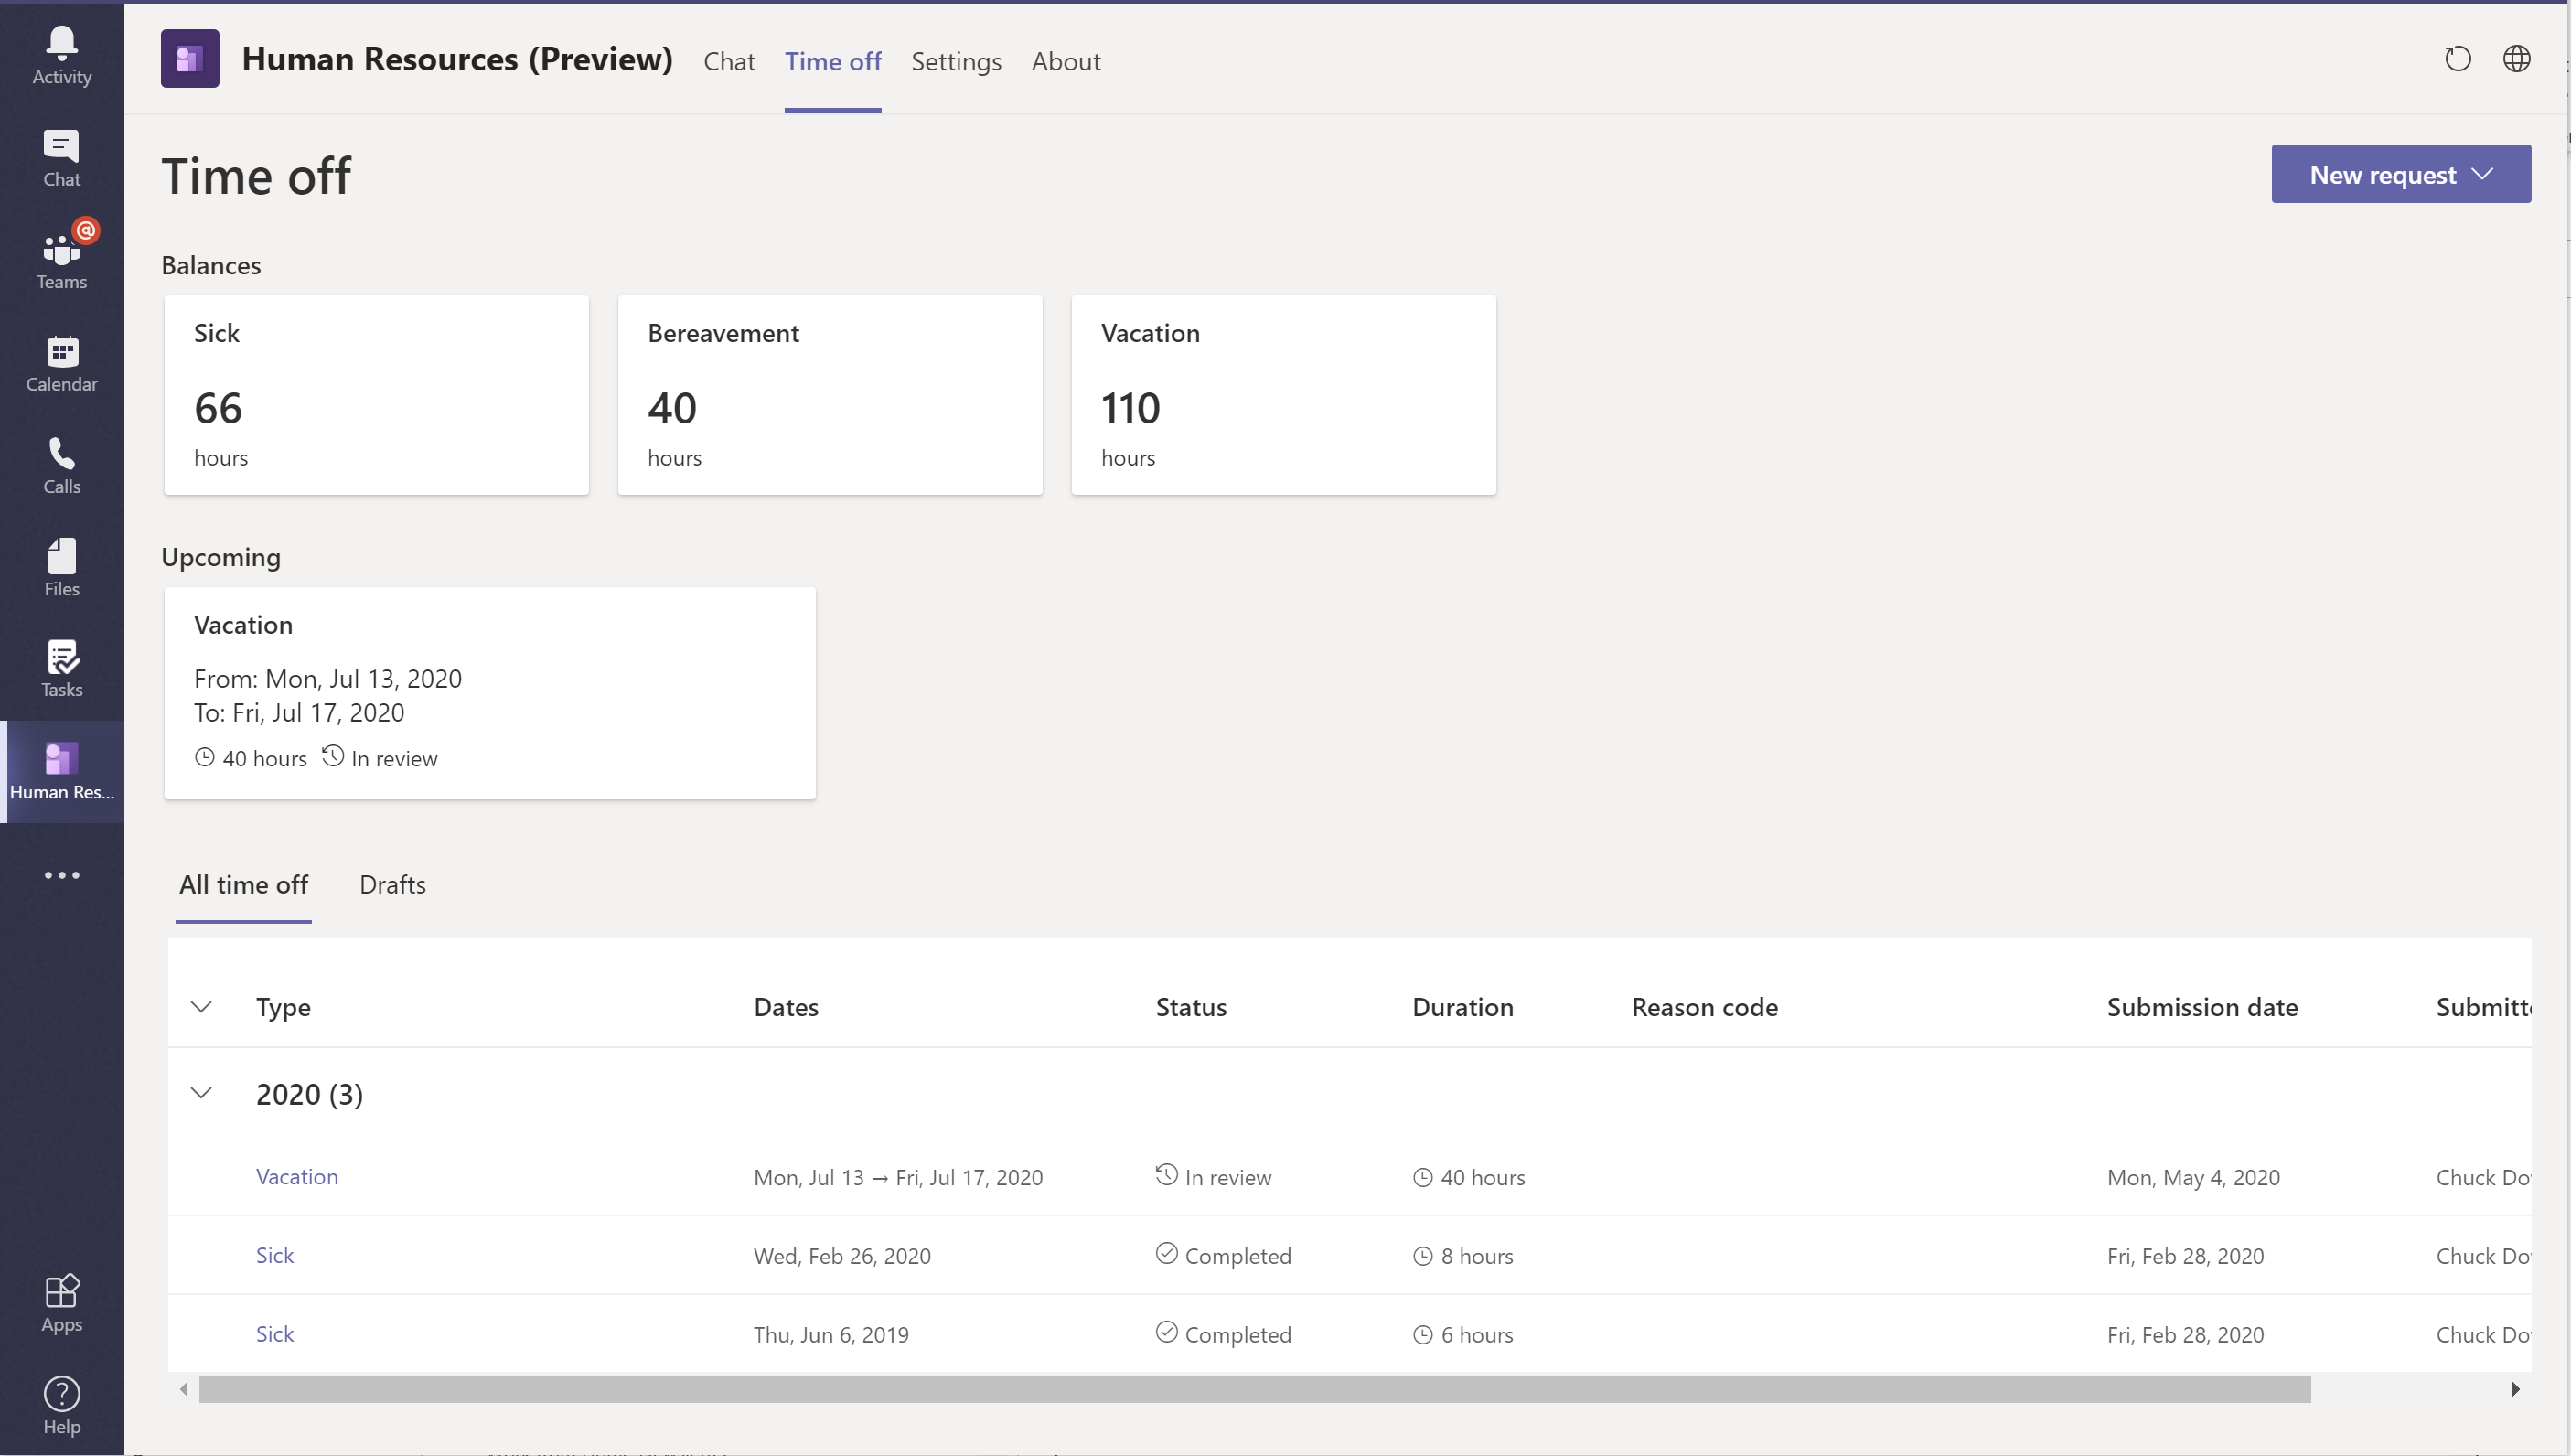 Activity
Chat
@
Teams
Calendar
Calls
Files
Tasks
Human Res...
Apps
Help
Human Resources (Preview) Chat Time off Settings About
Time off
New request
Balances
Sick
66
hours
Bereavement
40
hours
Vacation
110
hours
Upcoming
Vacation
From: Mon, Jul 13, 2020
To: Fri, Jul 17, 2020
40 hours In review
All time off Drafts
Type Dates Status Duration Reason code Submission date Submitte
2020 (3)
Vacation Mon, Jul 13 → Fri, Jul 17, 2020 In review 40 hours Mon, May 4, 2020 Chuck Do
Sick Wed, Feb 26, 2020 Completed 8 hours Fri, Feb 28, 2020 Chuck Do
Sick Thu, Jun 6, 2019 Completed 6 hours Fri, Feb 28, 2020 Chuck Do